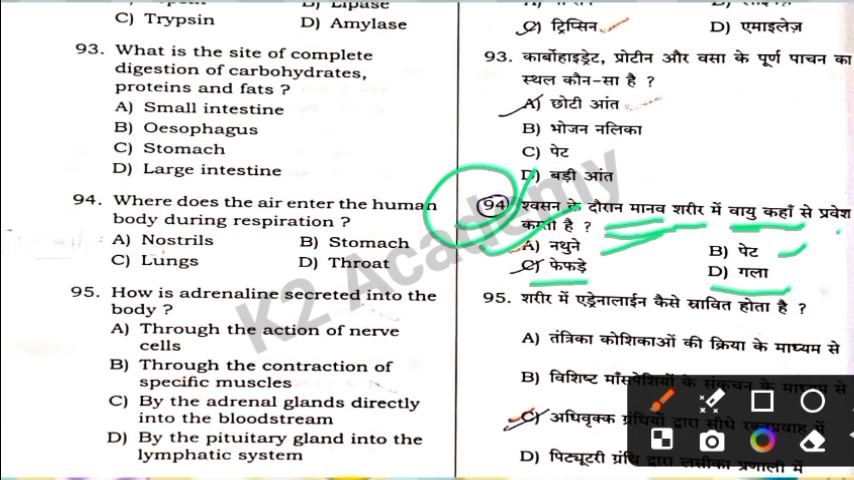 B) Lipase
C) Trypsin
D) Amylase
93. What is the site of complete
digestion of carbohydrates,
proteins and fats ?
A) Small intestine
B) Oesophagus
C) Stomach
D) Large intestine
94. Where does the air enter the human
body during respiration ?
A) Nostrils B) Stomach
C) Lungs D) Throat
95. How is adrenaline secreted into the
body ?
A) Through the action of nerve
cells
B) Through the contraction of
specific muscles
C) By the adrenal glands directly
into the bloodstream
D) By the pituitary gland into the
lymphatic system
C) ट्रिप्सिन D) एमाइलेज़
93. कार्बोहाइड्रेट, प्रोटीन और वसा के पूर्ण पाचन का
स्थल कौन-सा है ?
A) छोटी आंत
B) भोजन नलिका
C) पेट
D) बड़ी आंत
94 श्वसन के दौरान मानव शरीर में वायु कहाँ से प्रवेश
करती है ?
A) नथुने B) पेट
C) फेफड़े D) गला
95. शरीर में एड्रेनालाईन कैसे स्रावित होता है ?
A) तंत्रिका कोशिकाओं की क्रिया के माध्यम से
B) विशिष्ट माँसपेशियों के संकुचन के माध्यम से
C) अधिवृक्क ग्रंथियों द्वारा सीधे रक्तप्रवाह में
D) पिट्यूटरी ग्रंथि द्वारा लसीका प्रणाली में
K2 Academy